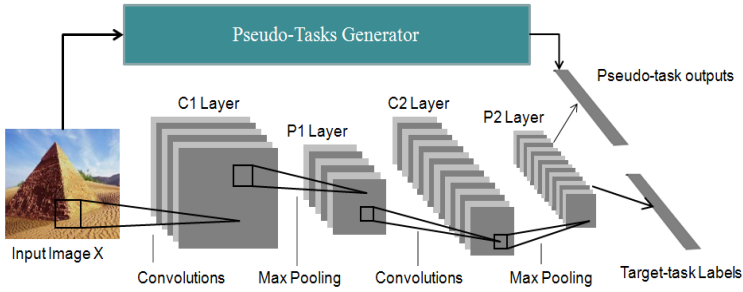 Pseudo-Tasks Generator
Pseudo-task outputs
C1 Layer
C2 Layer
P1 Layer
P2 Layer
Input Image X
Convolutions
Max Pooling
Convolutions
Max Pooling
Target-task Labels